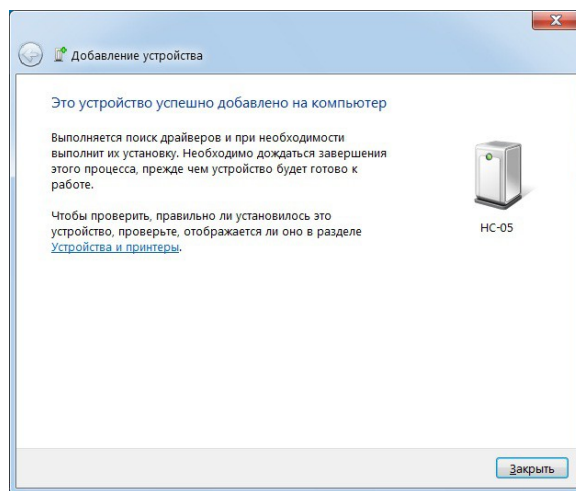 Добавление устройства
Это устройство успешно добавлено на компьютер
Выполняется поиск драйверов и при необходимости
выполнит их установку. Необходимо дождаться завершения
этого процесса, прежде чем устройство будет готово к
работе.
HC-05
Чтобы проверить, правильно ли установилось это
устройство, проверьте, отображается ли оно в разделе
Устройства и принтеры.
Закрыть